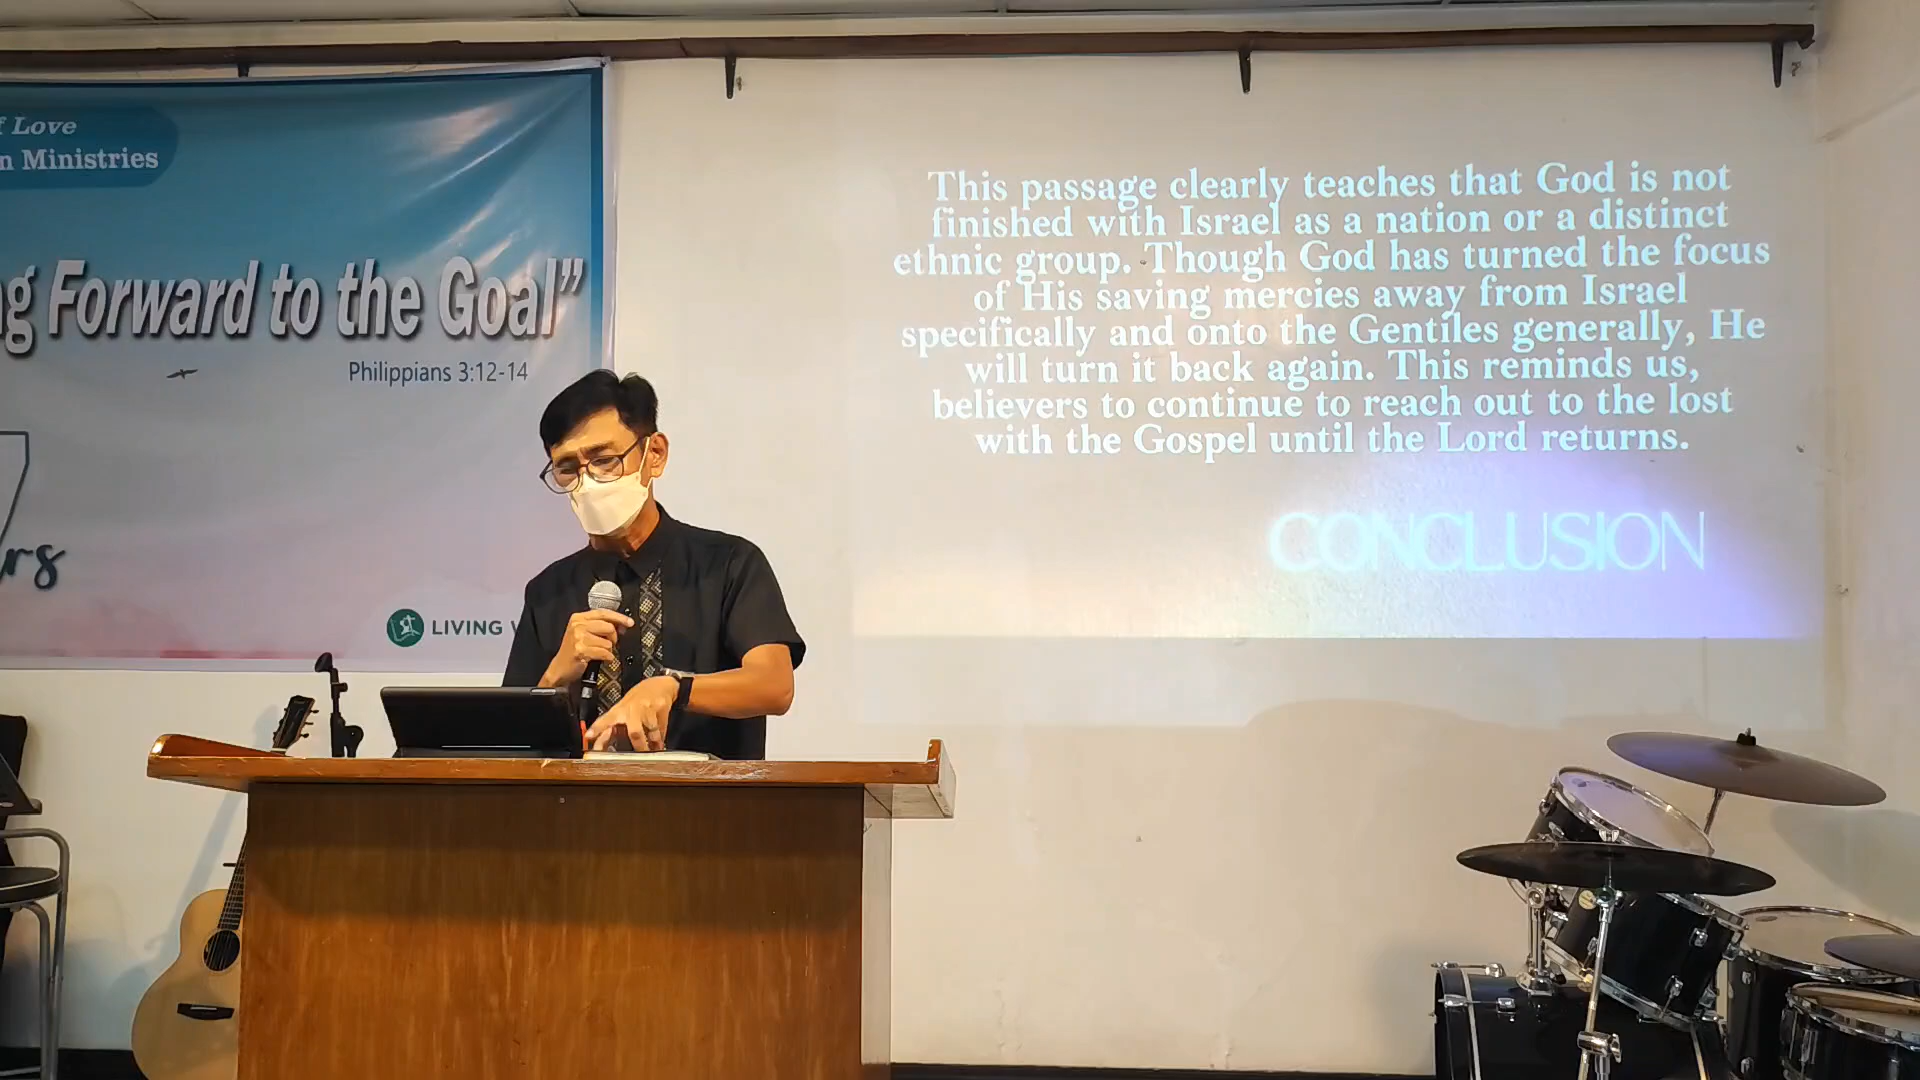 Love
Ministries
Forward to the Goal”
Philippians 3:12-14
LIVING
This passage clearly teaches that God is not
finished with Israel as a nation or a distinct
ethnic group. Though God has turned the focus
of His saving mercies away from Israel
specifically and onto the Gentiles generally, He
will turn it back again. This reminds us,
believers to continue to reach out to the lost
with the Gospel until the Lord returns.
CONCLUSION